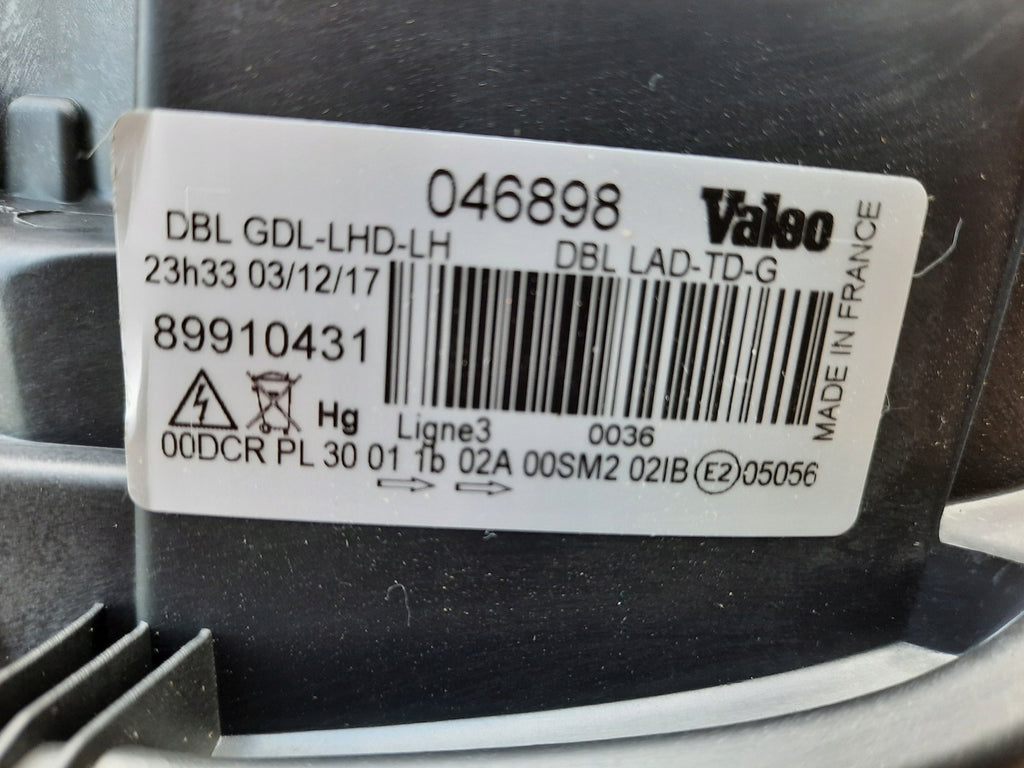 046898
Valeo
DBL GDL-LHD-LH
DBL LAD-TD-G
23h33 03/12/17
89910431
MADE IN FRANCE
Hg
Ligne3
0036
00DCR PL 30 01 1b 02A 00SM2 02IB E2 05056